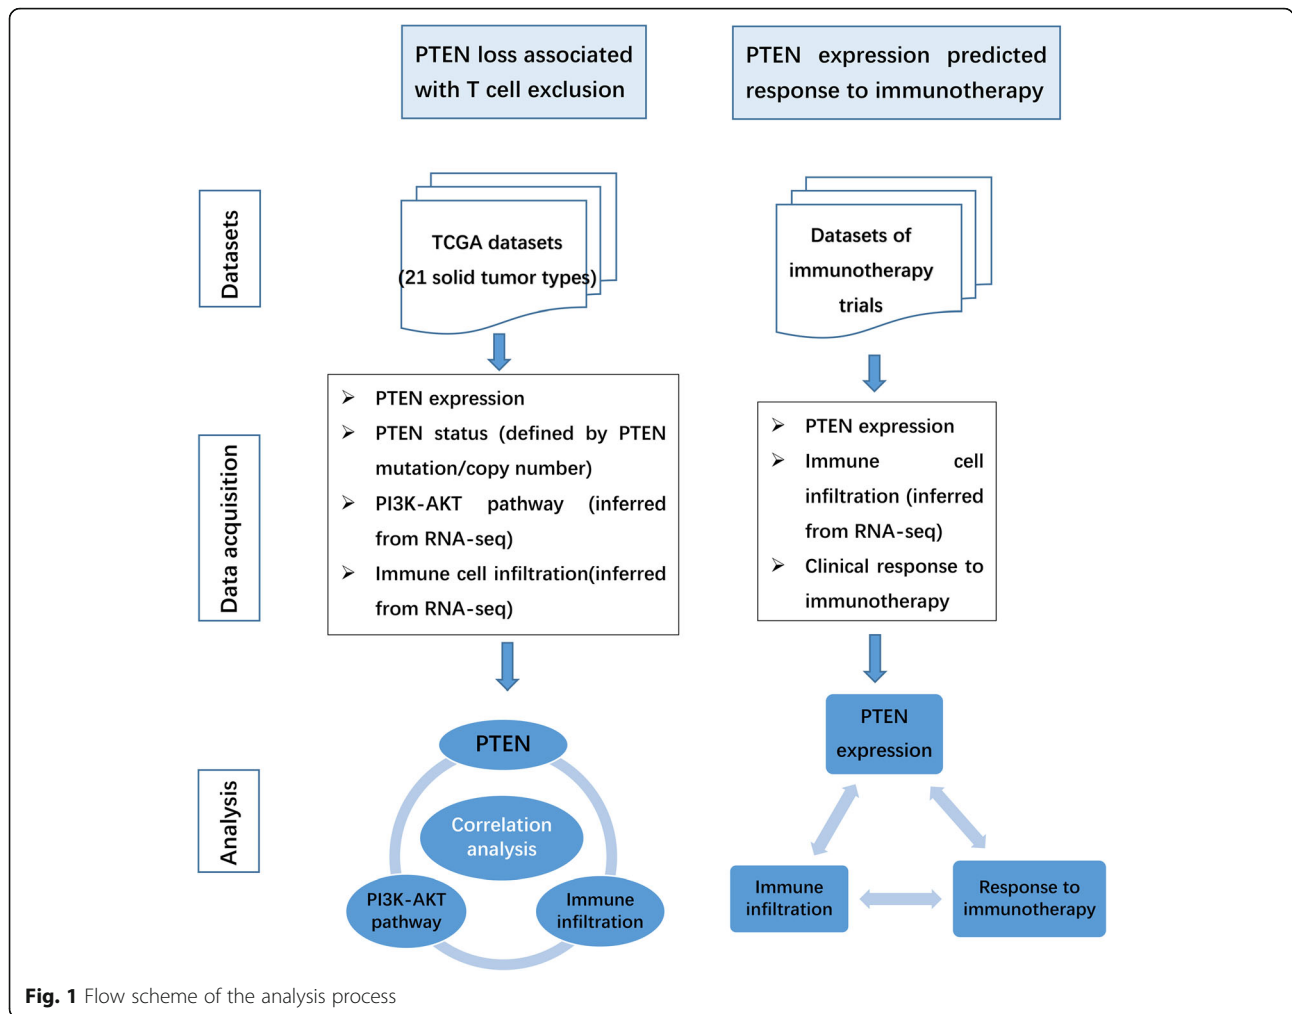 PTEN loss associated
with T cell exclusion
PTEN expression predicted
response to immunotherapy
Datasets
TCGA datasets
(21 solid tumor types)
Datasets of
immunotherapy
trials
Data acquisition
➢ PTEN expression
➢ PTEN status (defined by PTEN
mutation/copy number)
➢ PI3K-AKT pathway (inferred
from RNA-seq)
➢ Immune cell infiltration(inferred
from RNA-seq)
➢ PTEN expression
➢ Immune cell
infiltration (inferred
from RNA-seq)
➢ Clinical response to
immunotherapy
Analysis
PTEN
Correlation
analysis
PI3K-AKT
pathway
Immune
infiltration
PTEN
expression
Immune
infiltration
Response to
immunotherapy
Fig. 1 Flow scheme of the analysis process